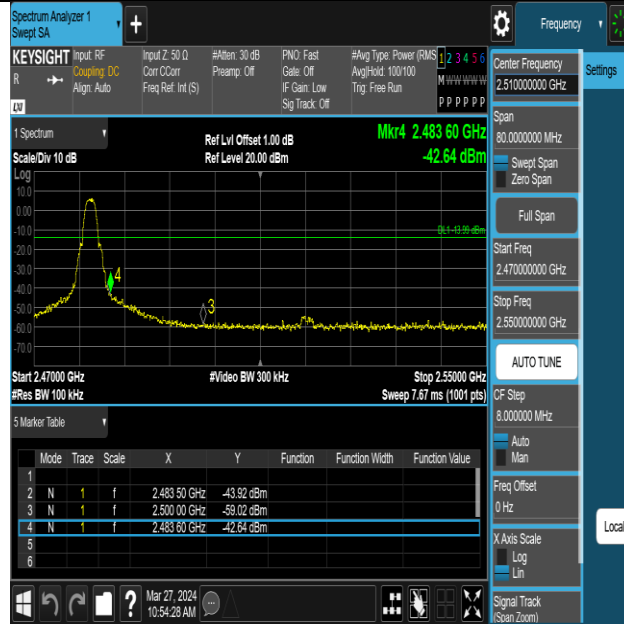 Spectrum Analyzer 1
Swept SA
Frequency
KEYSIGHT
R
LXI
Input: RF
Coupling: DC
Align: Auto
Input Z: 50 Ω
Corr CCorr
Freq Ref: Int (S)
#Atten: 30 dB
Preamp: Off
PNO: Fast
Gate: Off
IF Gain: Low
Sig Track: Off
#Avg Type: Power (RMS
Avg|Hold: 100/100
Trig: Free Run
1 2 3 4 5 6
M W W W W W
P P P P P P
Center Frequency
2.510000000 GHz
Settings
Span
80.0000000 MHz
Swept Span
Zero Span
Full Span
Start Freq
2.470000000 GHz
Stop Freq
2.550000000 GHz
AUTO TUNE
CF Step
8.000000 MHz
Auto
Man
Freq Offset
0 Hz
X Axis Scale
Log
Lin
Signal Track
(Span Zoom)
Local
1 Spectrum
Scale/Div 10 dB
Ref Lvl Offset 1.00 dB
Ref Level 20.00 dBm
Mkr4 2.483 60 GHz
-42.64 dBm
Log
10.0
0.00
-10.0
-20.0
-30.0
-40.0
-50.0
-60.0
-70.0
DL1 -13.99 dBm
4
3
Start 2.47000 GHz
#Res BW 100 kHz
#Video BW 300 kHz
Stop 2.55000 GHz
Sweep 7.67 ms (1001 pts)
5 Marker Table
Mode Trace Scale X Y Function Function Width Function Value
1
2 N 1 f 2.483 50 GHz -43.92 dBm
3 N 1 f 2.500 00 GHz -59.02 dBm
4 N 1 f 2.483 60 GHz -42.64 dBm
5
6
?
Mar 27, 2024
10:54:28 AM